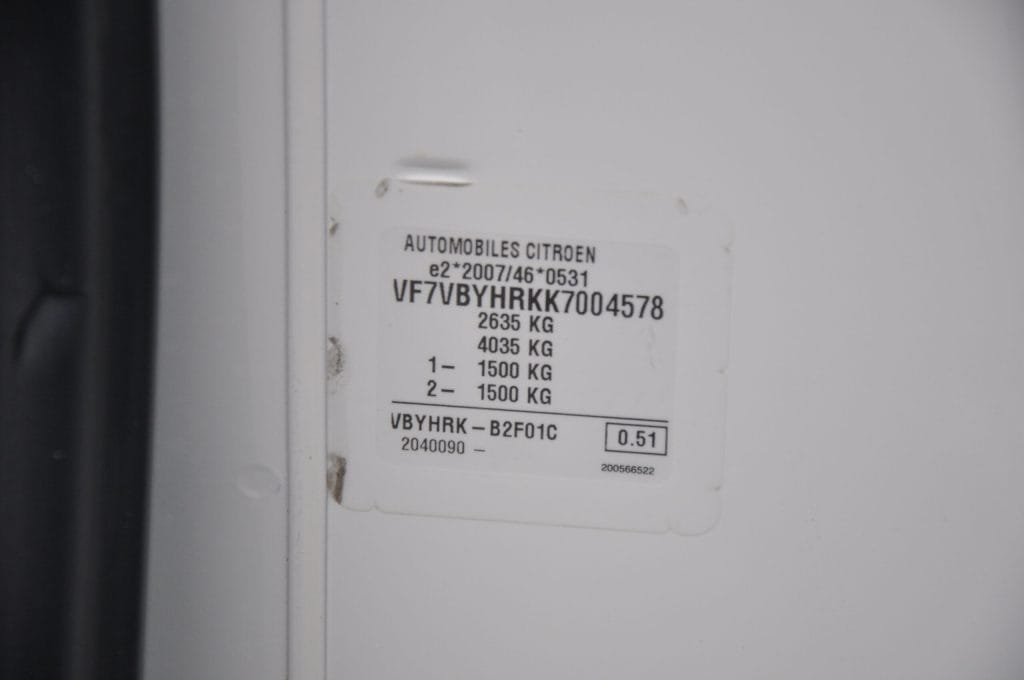 AUTOMOBILES CITROEN
e2*2007/46*0531
VF7VBYHRKK7004578
2635 KG
4035 KG
1- 1500 KG
2- 1500 KG
VBYHRK-B2F01C
0.51
2040090 -
200566522